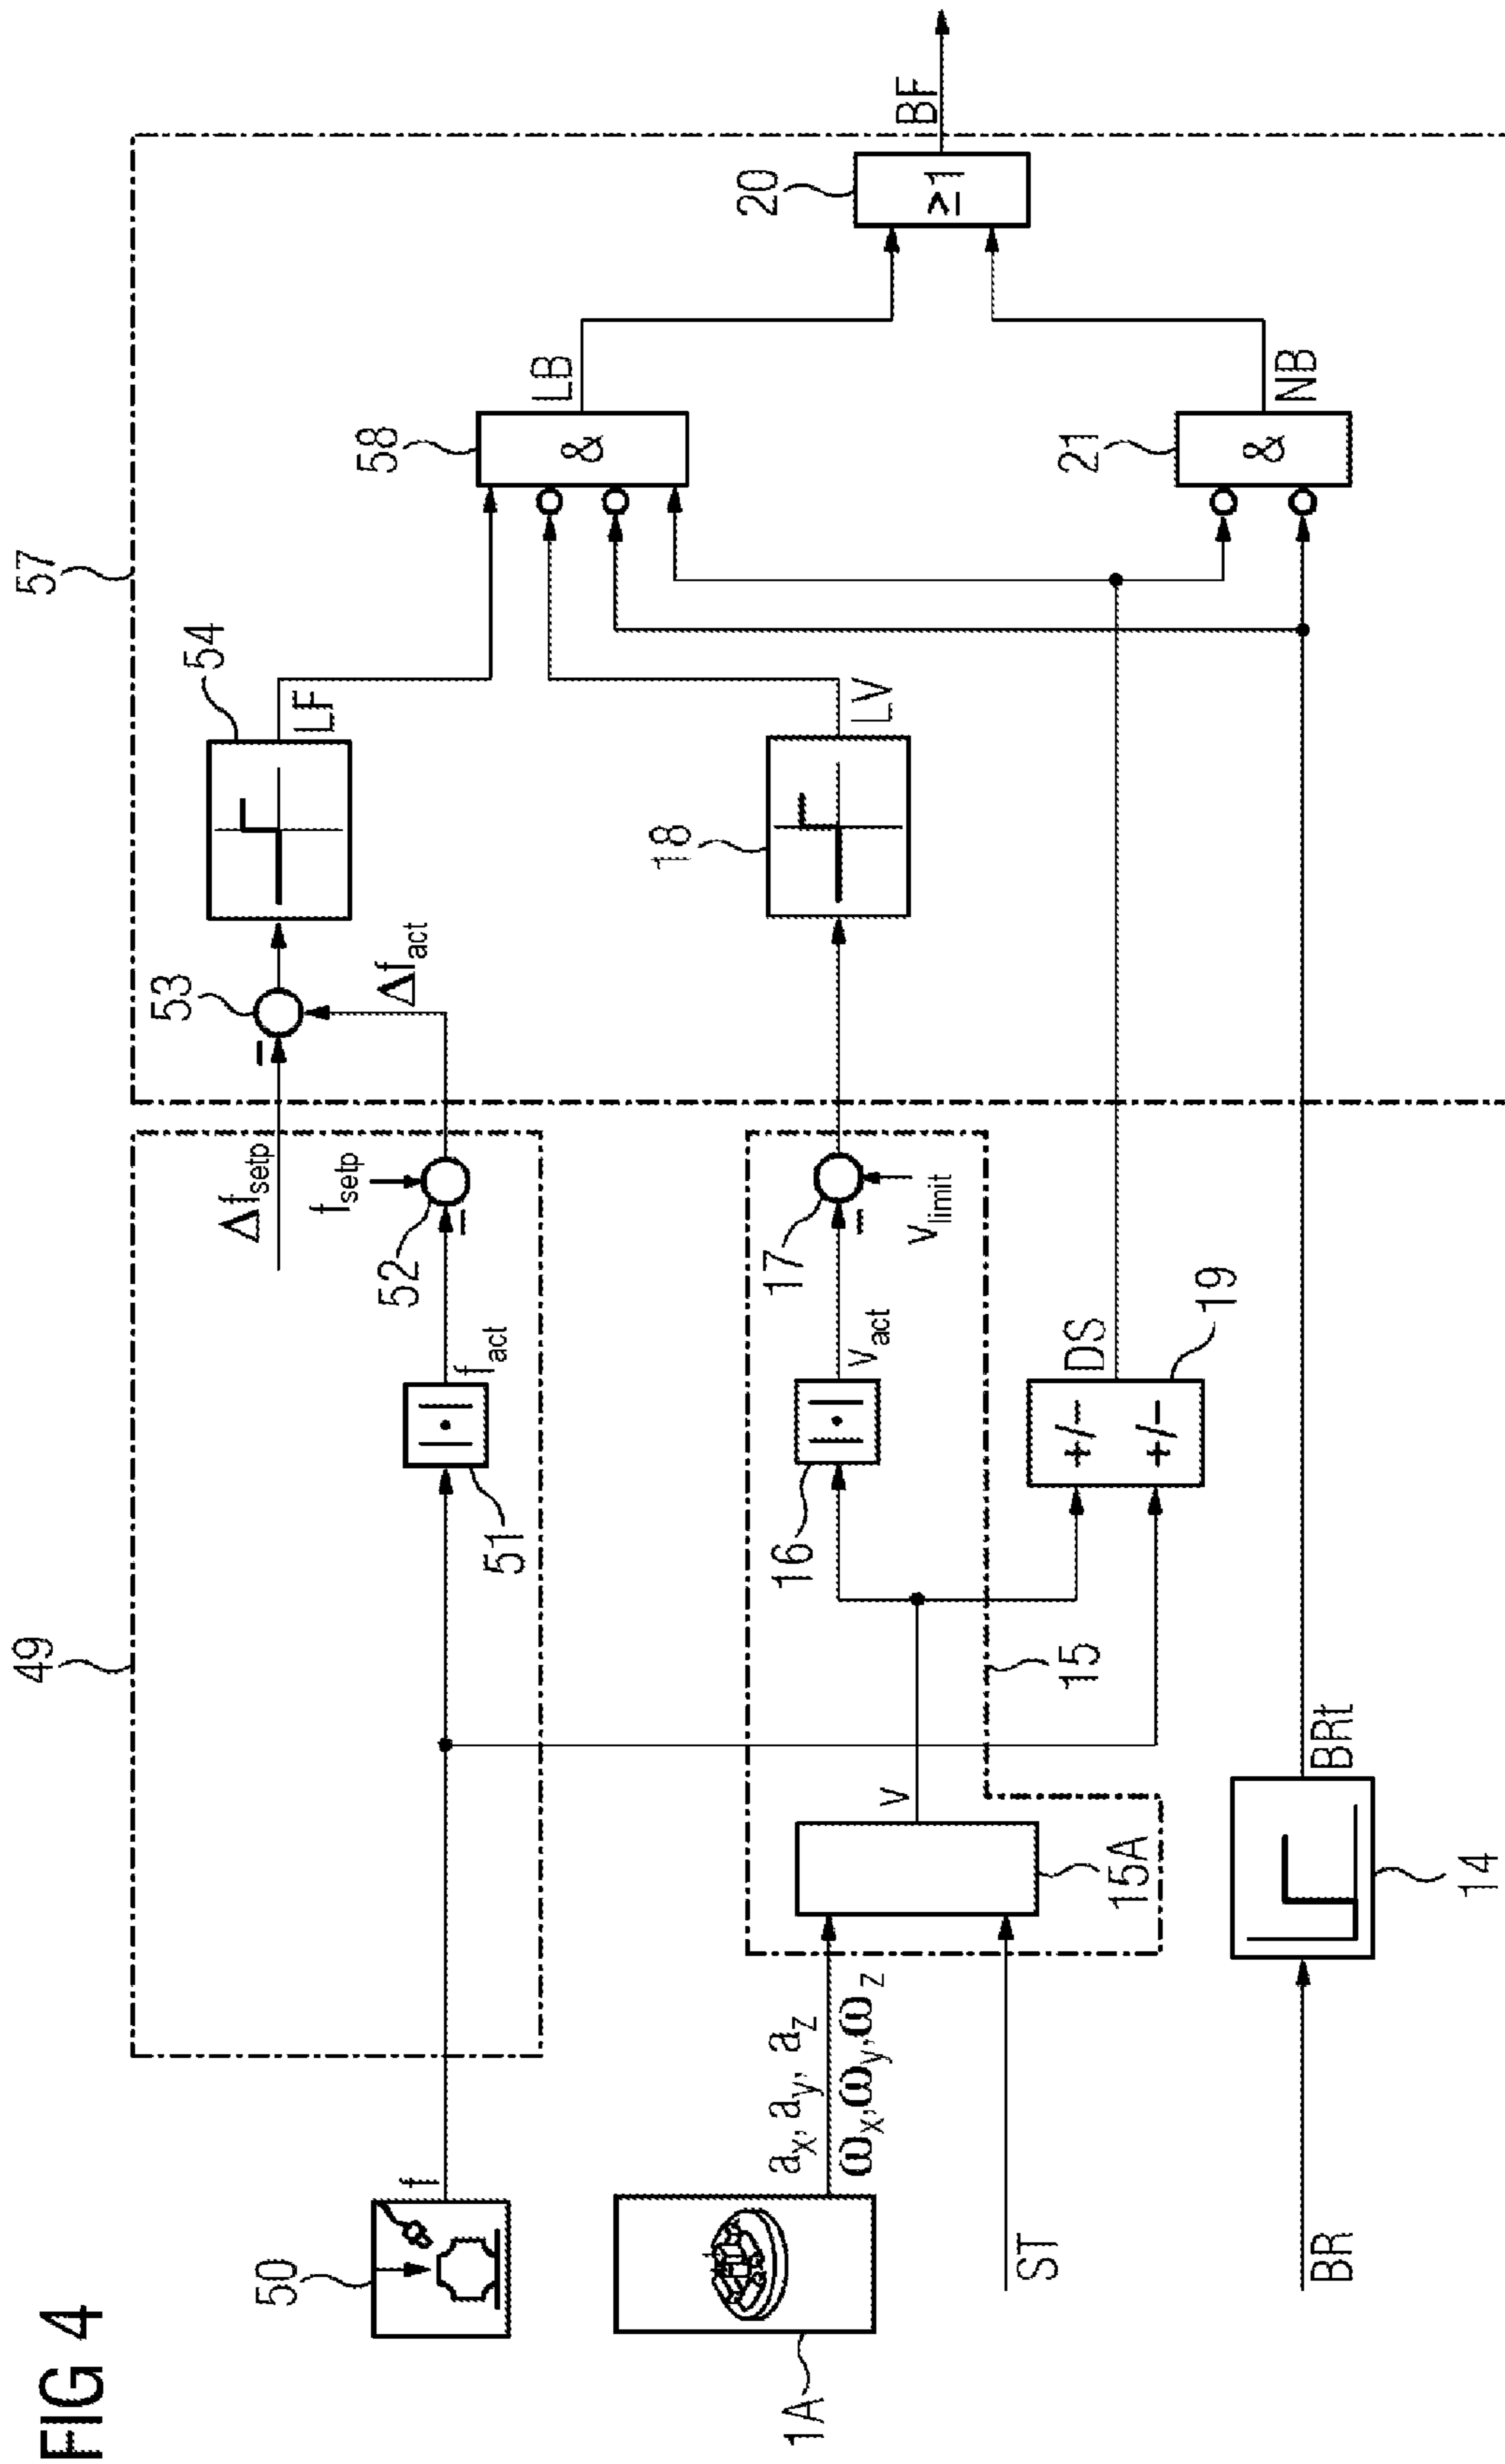 FIG 4
49
57
50
f
51
f_act
52
f_setp
Δf_setp
53
Δf_act
54
LF
58
&
LB
1A
a_x, a_y, a_z
ω_x, ω_y, ω_z
ST
15A
v
15
16
|·|
|·|
v_act
17
v_limit
18
LV
+/−
+/−
19
DS
BR
14
BRt
21
&
NB
20
≥1
BF
−
−
−